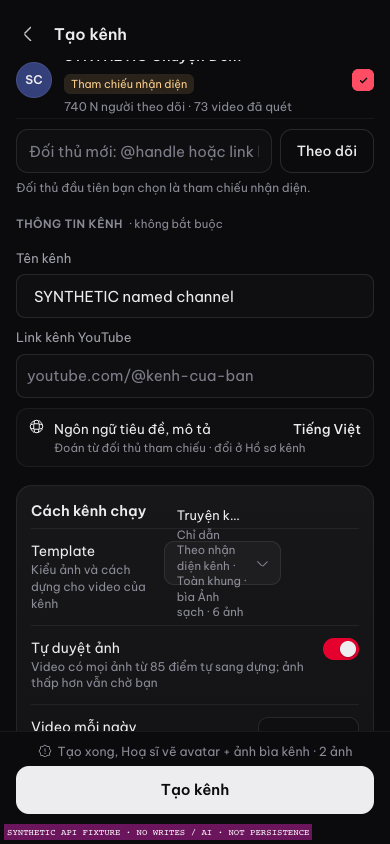 Tạo kênh
SC
Tham chiếu nhận diện
740 N người theo dõi · 73 video đã quét
Đối thủ mới: @handle hoặc link
Theo dõi
Đối thủ đầu tiên bạn chọn là tham chiếu nhận diện.
THÔNG TIN KÊNH · không bắt buộc
Tên kênh
SYNTHETIC named channel
Link kênh YouTube
youtube.com/@kenh-cua-ban
Ngôn ngữ tiêu đề, mô tả
Tiếng Việt
Đoán từ đối thủ tham chiếu · đổi ở Hồ sơ kênh
Cách kênh chạy
Template
Kiểu ảnh và cách
dựng cho video của
kênh
Truyện k...
Chỉ dẫn
Theo nhận
diện kênh ·
Toàn khung ·
bìa Ảnh
sạch · 6 ảnh
Tự duyệt ảnh
Video có mọi ảnh từ 85 điểm tự sang dựng; ảnh
thấp hơn vẫn chờ bạn
Video mỗi ngày
Tạo xong, Hoạ sĩ vẽ avatar + ảnh bìa kênh · 2 ảnh
Tạo kênh
SYNTHETIC API FIXTURE · NO WRITES / AI · NOT PERSISTENCE